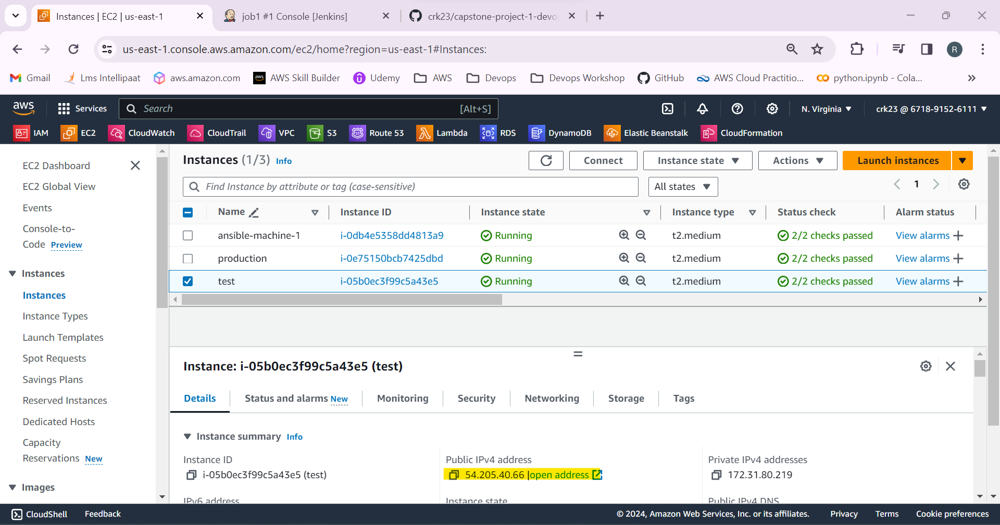 Instances | EC2 | us-east-1
job1 #1 Console [Jenkins]
crk23/capstone-project-1-devo
us-east-1.console.aws.amazon.com/ec2/home?region=us-east-1#Instances:
R
Gmail
Lms Intellipaat
aws.amazon.com
aws
AWS Skill Builder
Udemy
AWS
Devops
Devops Workshop
GitHub
AWS Cloud Practitio...
python.ipynb - Cola...
aws
Services
Search
[Alt+S]
N. Virginia
crk23 @ 6718-9152-6111
IAM
EC2
CloudWatch
CloudTrail
VPC
S3
Route 53
Lambda
RDS
DynamoDB
Elastic Beanstalk
CloudFormation
EC2 Dashboard
EC2 Global View
Events
Console-to-
Code Preview
Instances
Instances
Instance Types
Launch Templates
Spot Requests
Savings Plans
Reserved Instances
Dedicated Hosts
Capacity
Reservations New
Images
Instances (1/3) Info
Connect
Instance state
Actions
Launch instances
Find Instance by attribute or tag (case-sensitive)
All states
1
Name Instance ID Instance state Instance type Status check Alarm status
ansible-machine-1 i-0db4e5358dd4813a9 Running t2.medium 2/2 checks passed View alarms
production i-0e75150bcb7425dbd Running t2.medium 2/2 checks passed View alarms
test i-05b0ec3f99c5a43e5 Running t2.medium 2/2 checks passed View alarms
Instance: i-05b0ec3f99c5a43e5 (test)
Details
Status and alarms New
Monitoring
Security
Networking
Storage
Tags
Instance summary Info
Instance ID
i-05b0ec3f99c5a43e5 (test)
Public IPv4 address
54.205.40.66 |open address
Private IPv4 addresses
172.31.80.219
IPv6 address
Instance state
Public IPv4 DNS
CloudShell
Feedback
© 2024, Amazon Web Services, Inc. or its affiliates.
Privacy
Terms
Cookie preferences